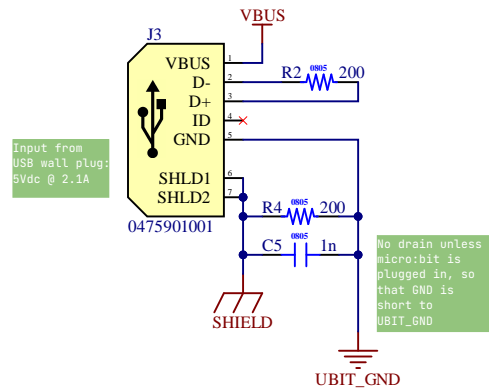 VBUS
J3
VBUS 1
D- 2 R2 0805 200
D+ 3
ID 4
GND 5
Input from
USB wall plug:
5Vdc @ 2.1A
SHLD1 6
SHLD2 7
R4 0805 200
0475901001
C5 0805 1n
No drain unless
micro:bit is
plugged in, so
that GND is
short to
UBIT_GND
SHIELD
UBIT_GND